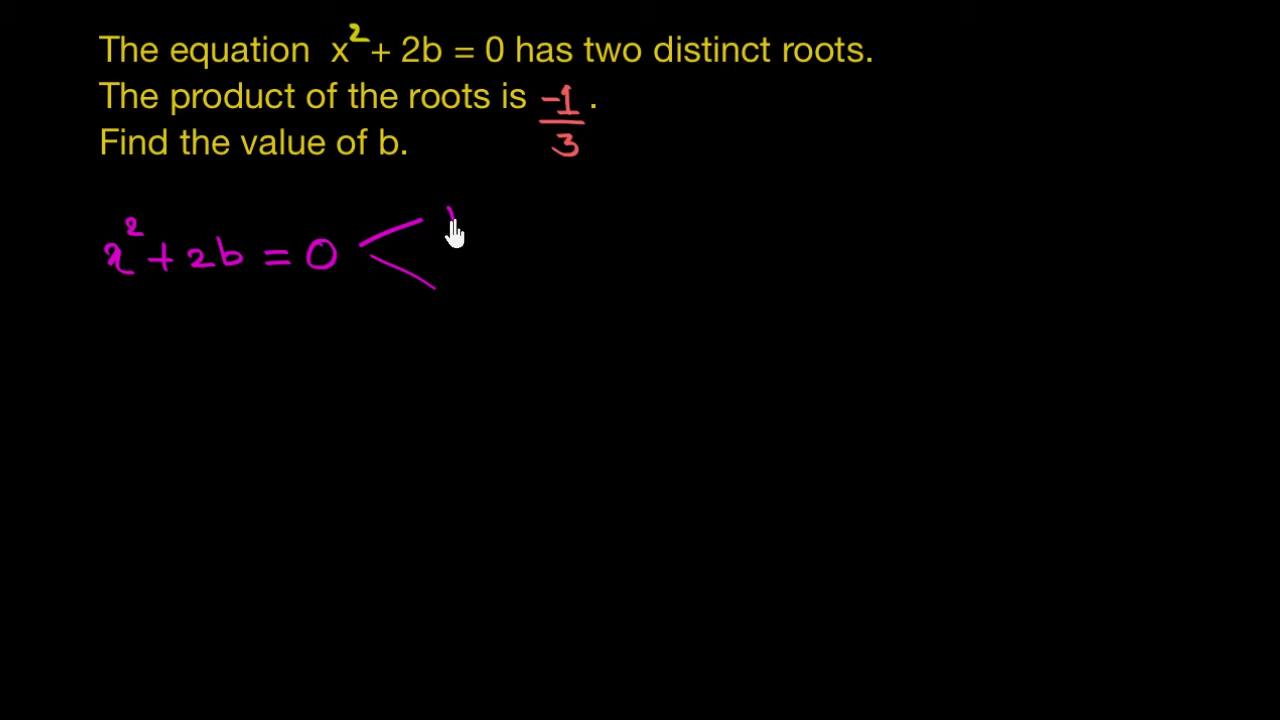 The equation x² + 2b = 0 has two distinct roots.
The product of the roots is -1/3 .
Find the value of b.
x² + 2b = 0